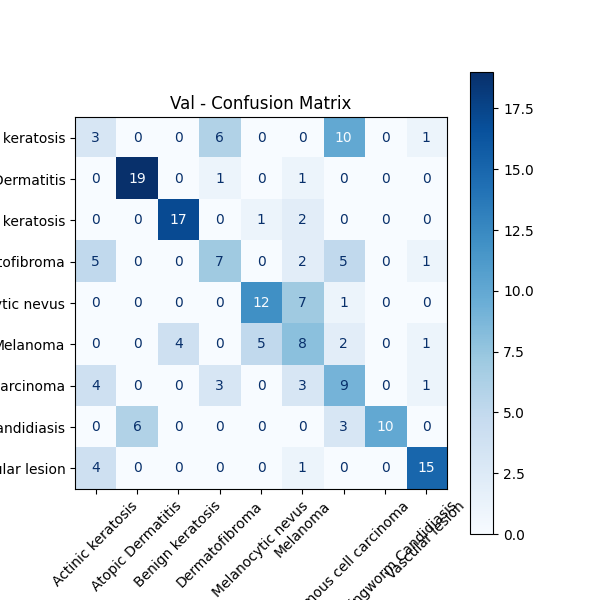 Val - Confusion Matrix
keratosis 3 0 0 6 0 0 10 0 1
Dermatitis 0 19 0 1 0 1 0 0 0
keratosis 0 0 17 0 1 2 0 0 0
tofibroma 5 0 0 7 0 2 5 0 1
tic nevus 0 0 0 0 12 7 1 0 0
Melanoma 0 0 4 0 5 8 2 0 1
arcinoma 4 0 0 3 0 3 9 0 1
andidiasis 0 6 0 0 0 0 3 10 0
lar lesion 4 0 0 0 0 1 0 0 15
Actinic keratosis
Atopic Dermatitis
Benign keratosis
Dermatofibroma
Melanocytic nevus
Melanoma
mous cell carcinoma
ngworm Candidiasis
Vascular lesion
17.5
15.0
12.5
10.0
7.5
5.0
2.5
0.0